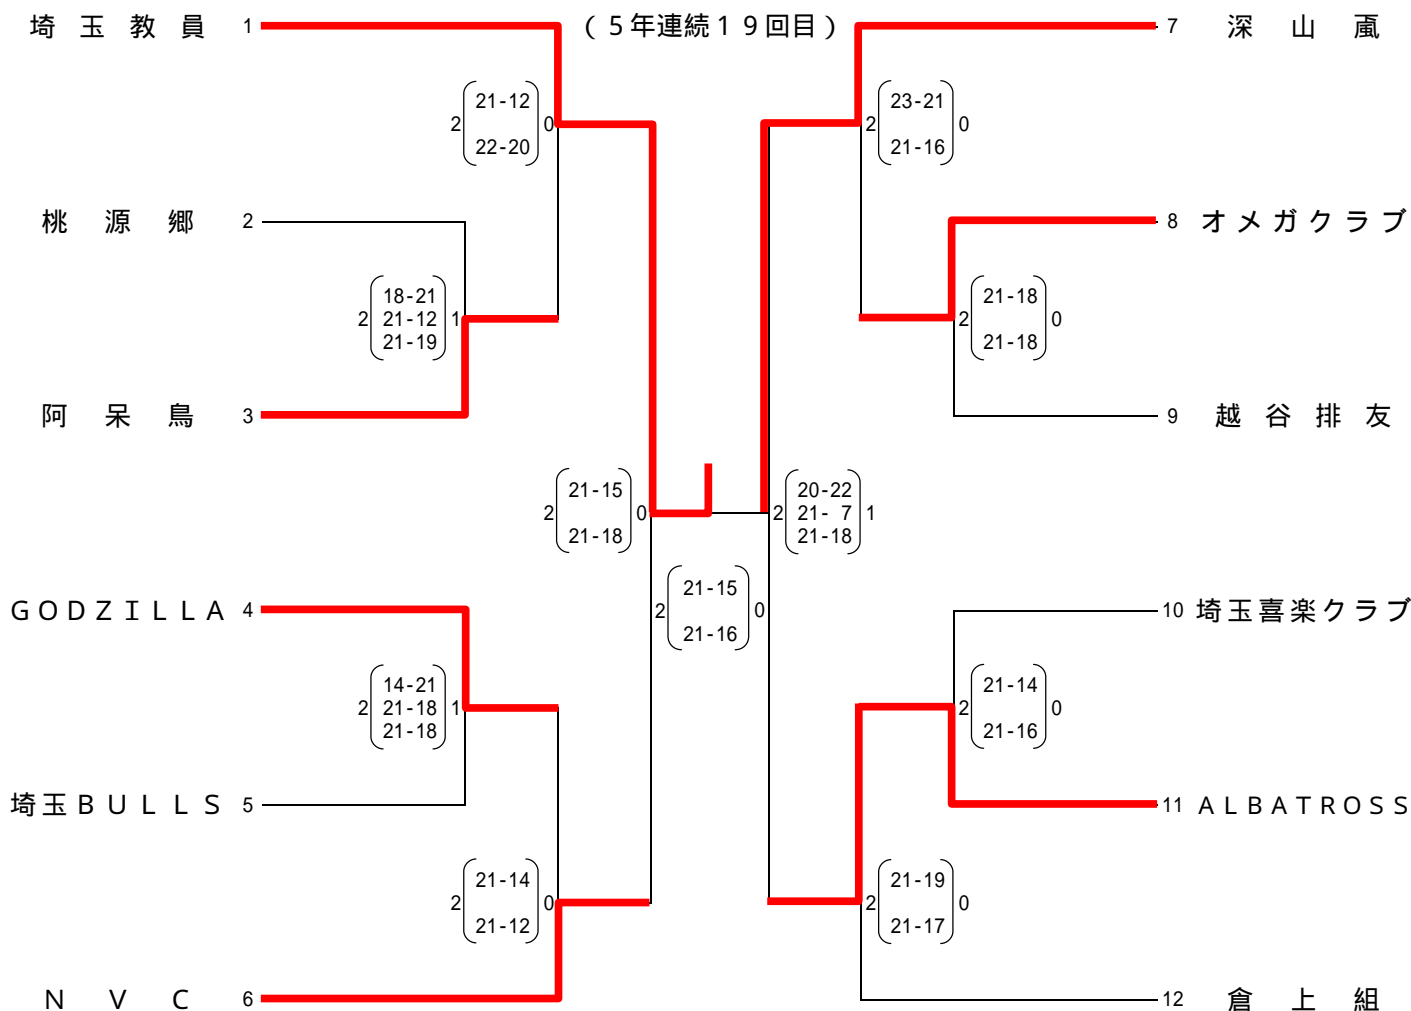 埼玉教員 1 (5年連続19回目) 7 深山颪
2 21-12 0 2 23-21 0
22-20 21-16
桃源郷 2 8 オメガクラブ
18-21 21-18
2 21-12 1 2 0
21-19 21-18
阿呆鳥 3 9 越谷排友
21-15 20-22
2 0 2 21- 7 1
21-18 21-18
21-15
GODZILLA 4 2 0 10 埼玉喜楽クラブ
21-16
14-21 21-14
2 21-18 1 2 0
21-18 21-16
埼玉BULLS 5 11 ALBATROSS
21-14 21-19
2 0 2 0
21-12 21-17
NVC 6 12 倉上組